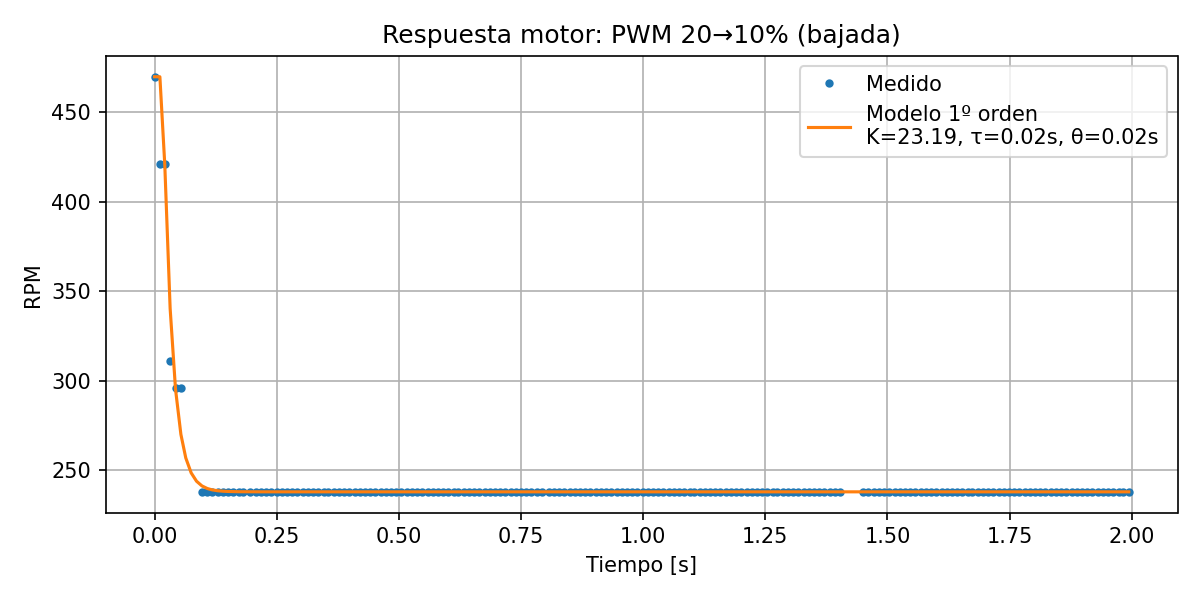 Respuesta motor: PWM 20→10% (bajada)
Medido
Modelo 1º orden
K=23.19, τ=0.02s, θ=0.02s
RPM
450
400
350
300
250
0.00 0.25 0.50 0.75 1.00 1.25 1.50 1.75 2.00
Tiempo [s]